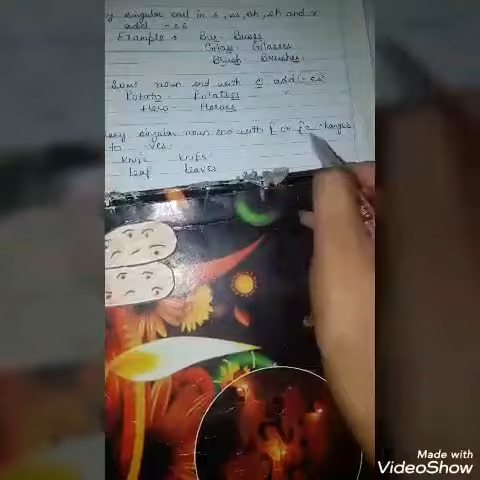 y singular end in s, ss, sh, ch and x
add -es
Example Bus - Buses
Glass - Glasses
Brush Brushes
Some noun end with o add -es
Potato Potatoes
Hero - Heroes
any singular noun end with f or fe changes
to ves
knife
leaf leaves
Made with
VideoShow